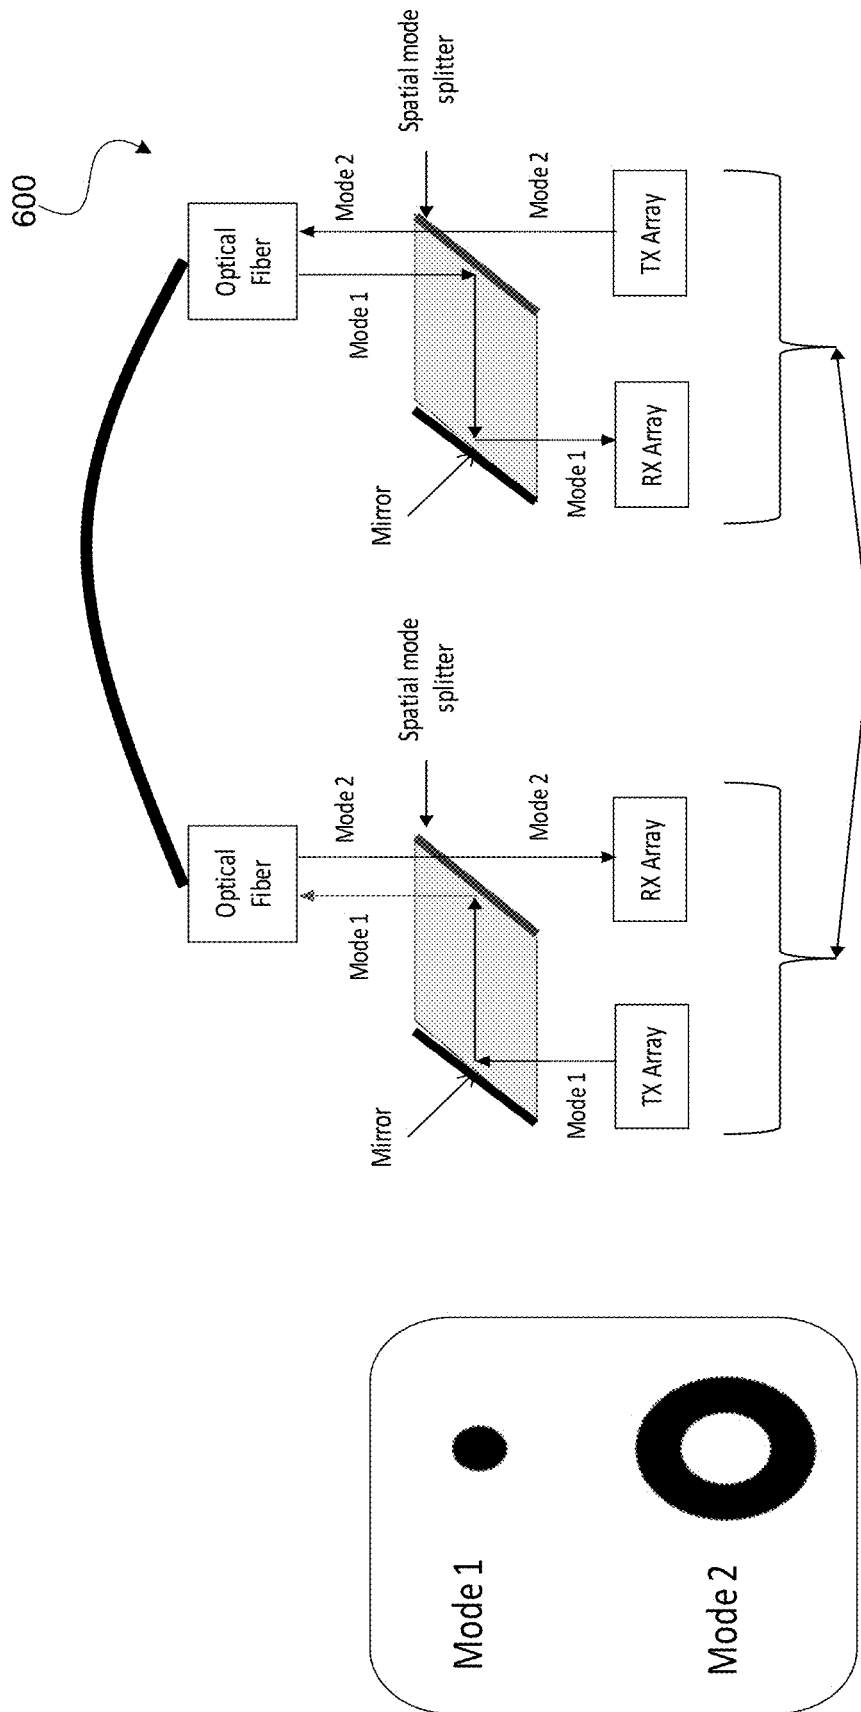 600
Optical
Fiber
Optical
Fiber
Mode 1
Mode 2
Mode 1
Mode 2
Spatial mode
splitter
Spatial mode
splitter
Mirror
Mirror
Mode 1
Mode 2
Mode 1
Mode 2
TX Array
RX Array
RX Array
TX Array
Mode 1
Mode 2